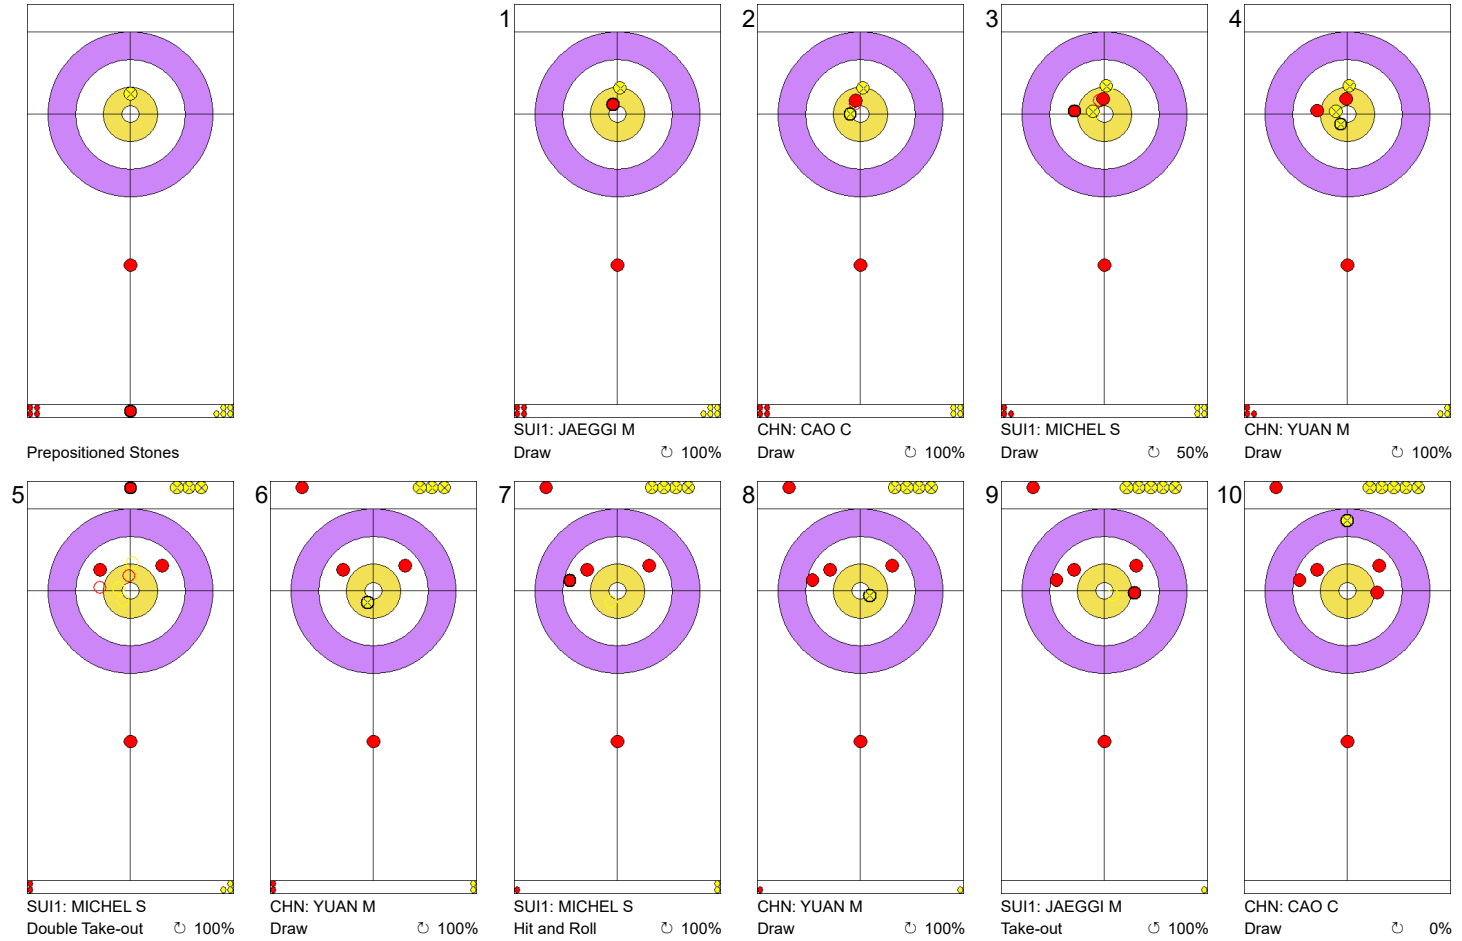 1
2
3
4
Prepositioned Stones
SUI1: JAEGGI M
Draw ↻ 100%
CHN: CAO C
Draw ↻ 100%
SUI1: MICHEL S
Draw ↻ 50%
CHN: YUAN M
Draw ↻ 100%
5
6
7
8
9
10
SUI1: MICHEL S
Double Take-out ↻ 100%
CHN: YUAN M
Draw ↻ 100%
SUI1: MICHEL S
Hit and Roll ↻ 100%
CHN: YUAN M
Draw ↻ 100%
SUI1: JAEGGI M
Take-out ↺ 100%
CHN: CAO C
Draw ↻ 0%